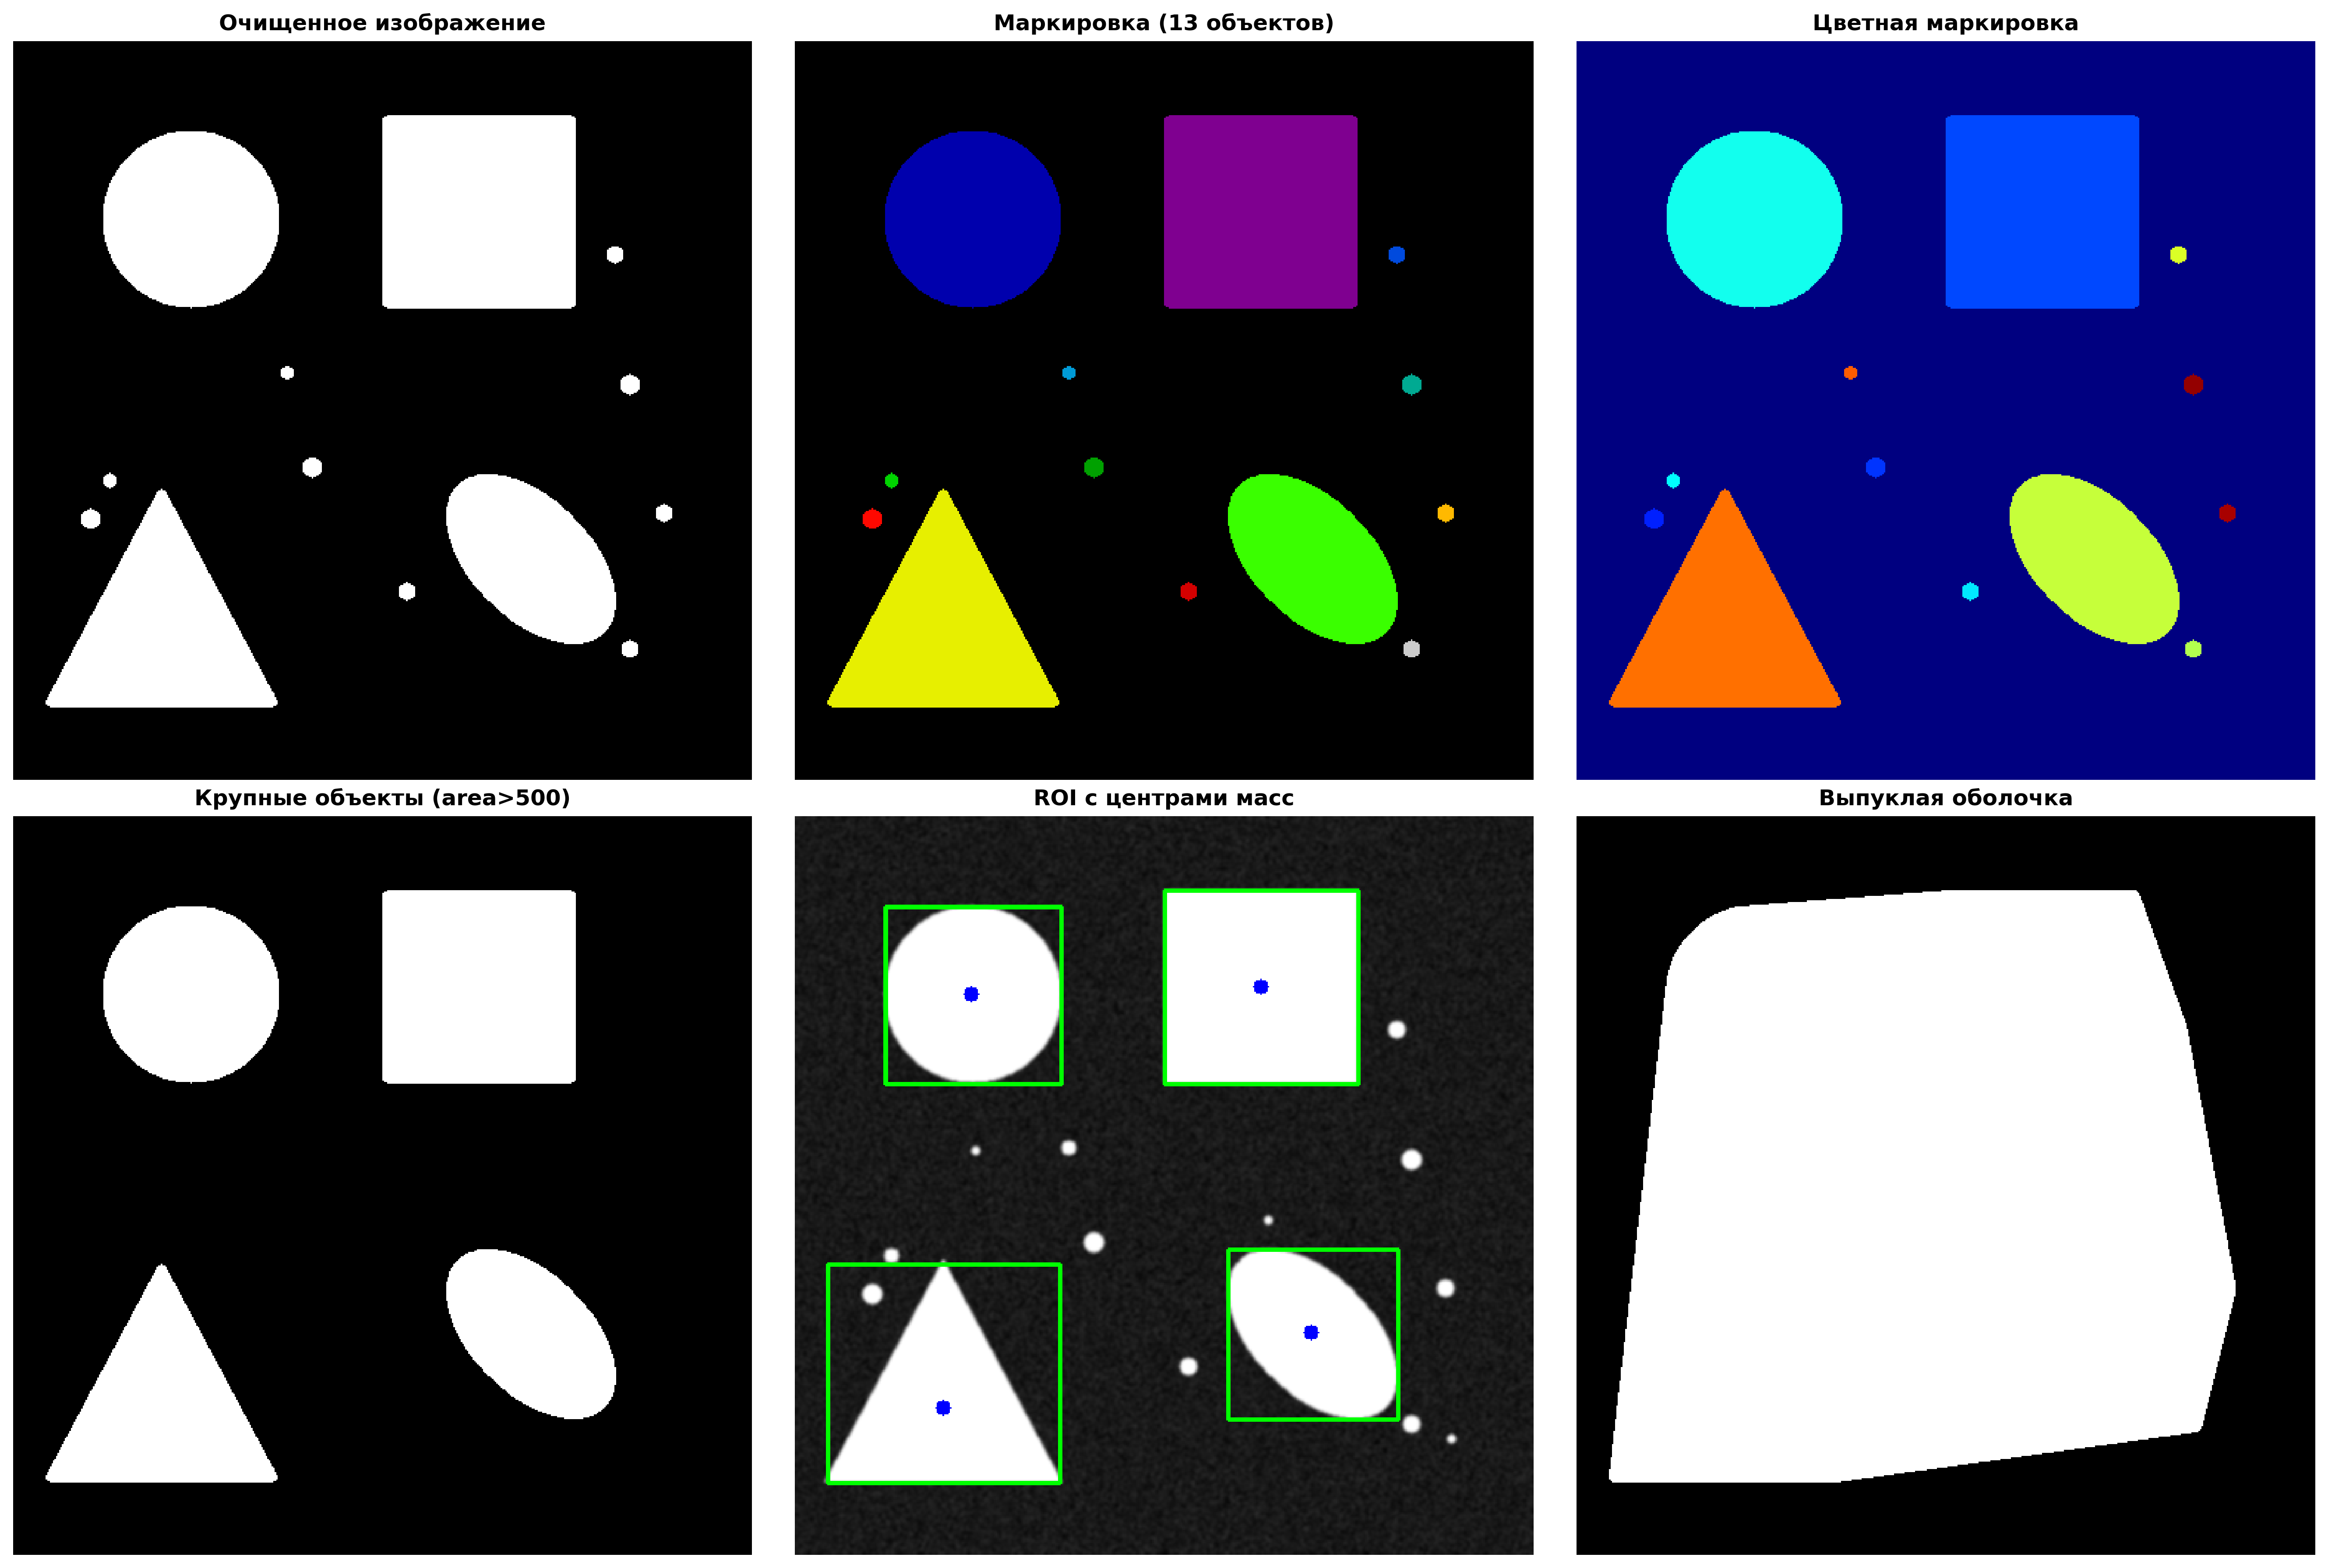 Очищенное изображение
Маркировка (13 объектов)
Цветная маркировка
Крупные объекты (area>500)
ROI с центрами масс
Выпуклая оболочка